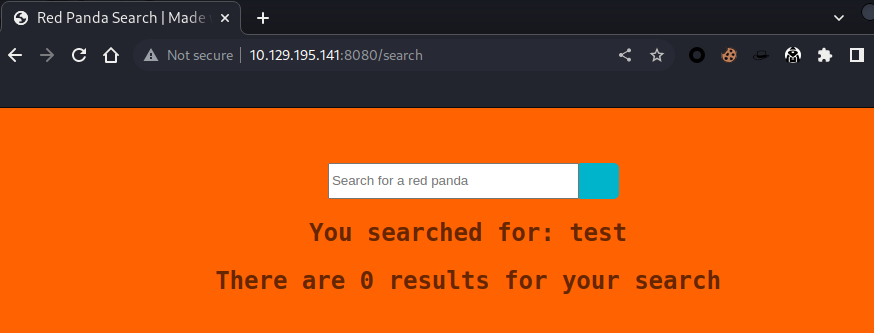 Red Panda Search | Made
Not secure | 10.129.195.141:8080/search
Search for a red panda
You searched for: test
There are 0 results for your search